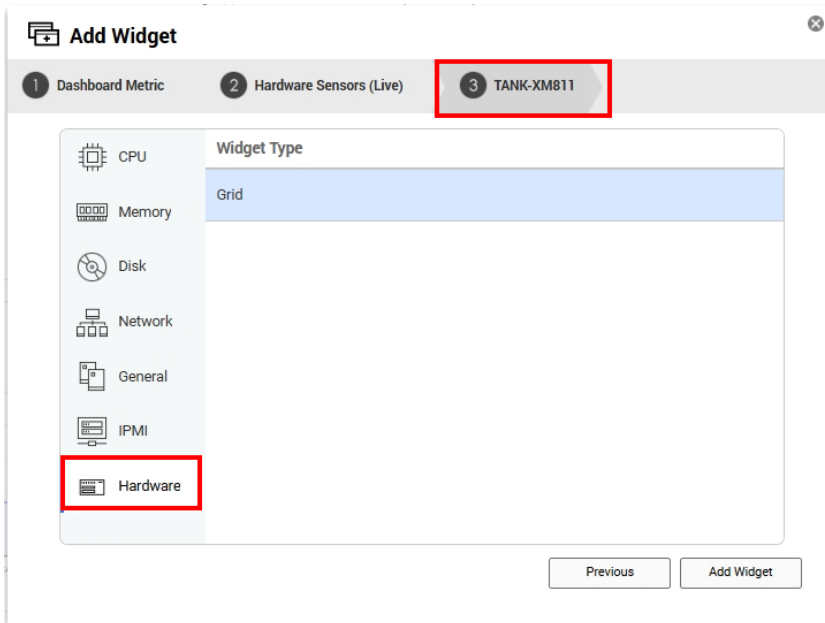 Add Widget
1 Dashboard Metric 2 Hardware Sensors (Live) 3 TANK-XM811
CPU
Memory
Disk
Network
General
IPMI
Hardware
Widget Type
Grid
Previous Add Widget